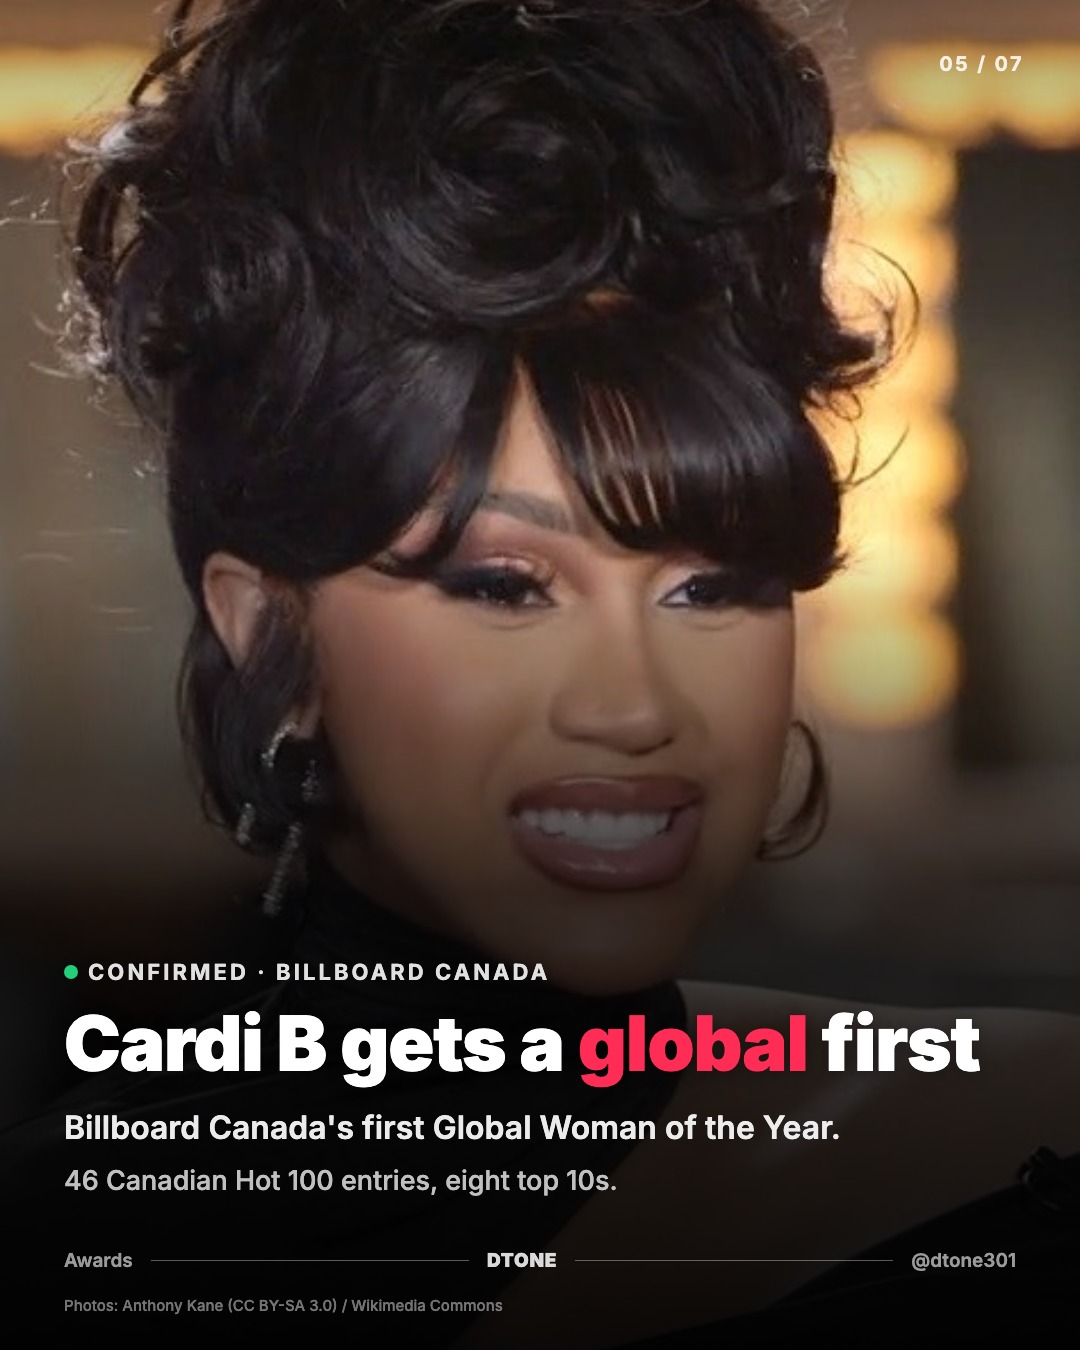 05 / 07
CONFIRMED · BILLBOARD CANADA
Cardi B gets a global first
Billboard Canada's first Global Woman of the Year.
46 Canadian Hot 100 entries, eight top 10s.
Awards DTONE @dtone301
Photos: Anthony Kane (CC BY-SA 3.0) / Wikimedia Commons